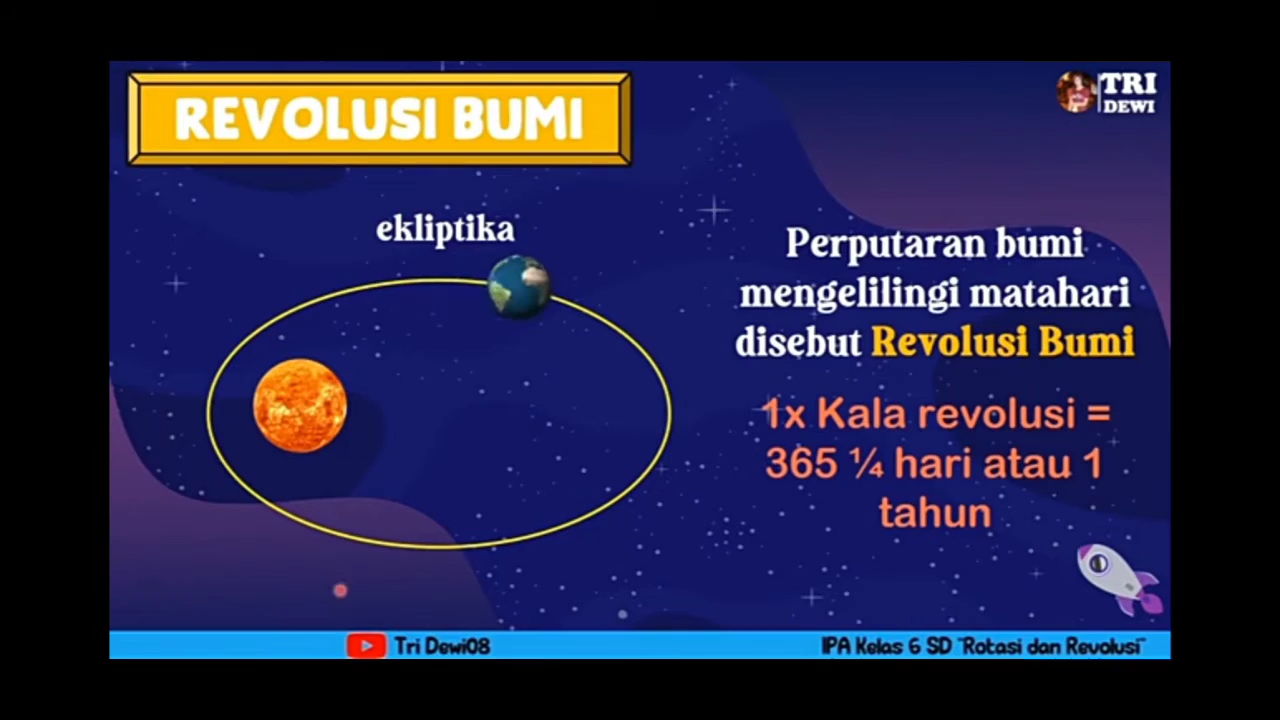 REVOLUSI BUMI
TRI
DEWI
ekliptika
Perputaran bumi
mengelilingi matahari
disebut Revolusi Bumi
1x Kala revolusi =
365 ¼ hari atau 1
tahun
Tri Dewi08
IPA Kelas 6 SD "Rotasi dan Revolusi"